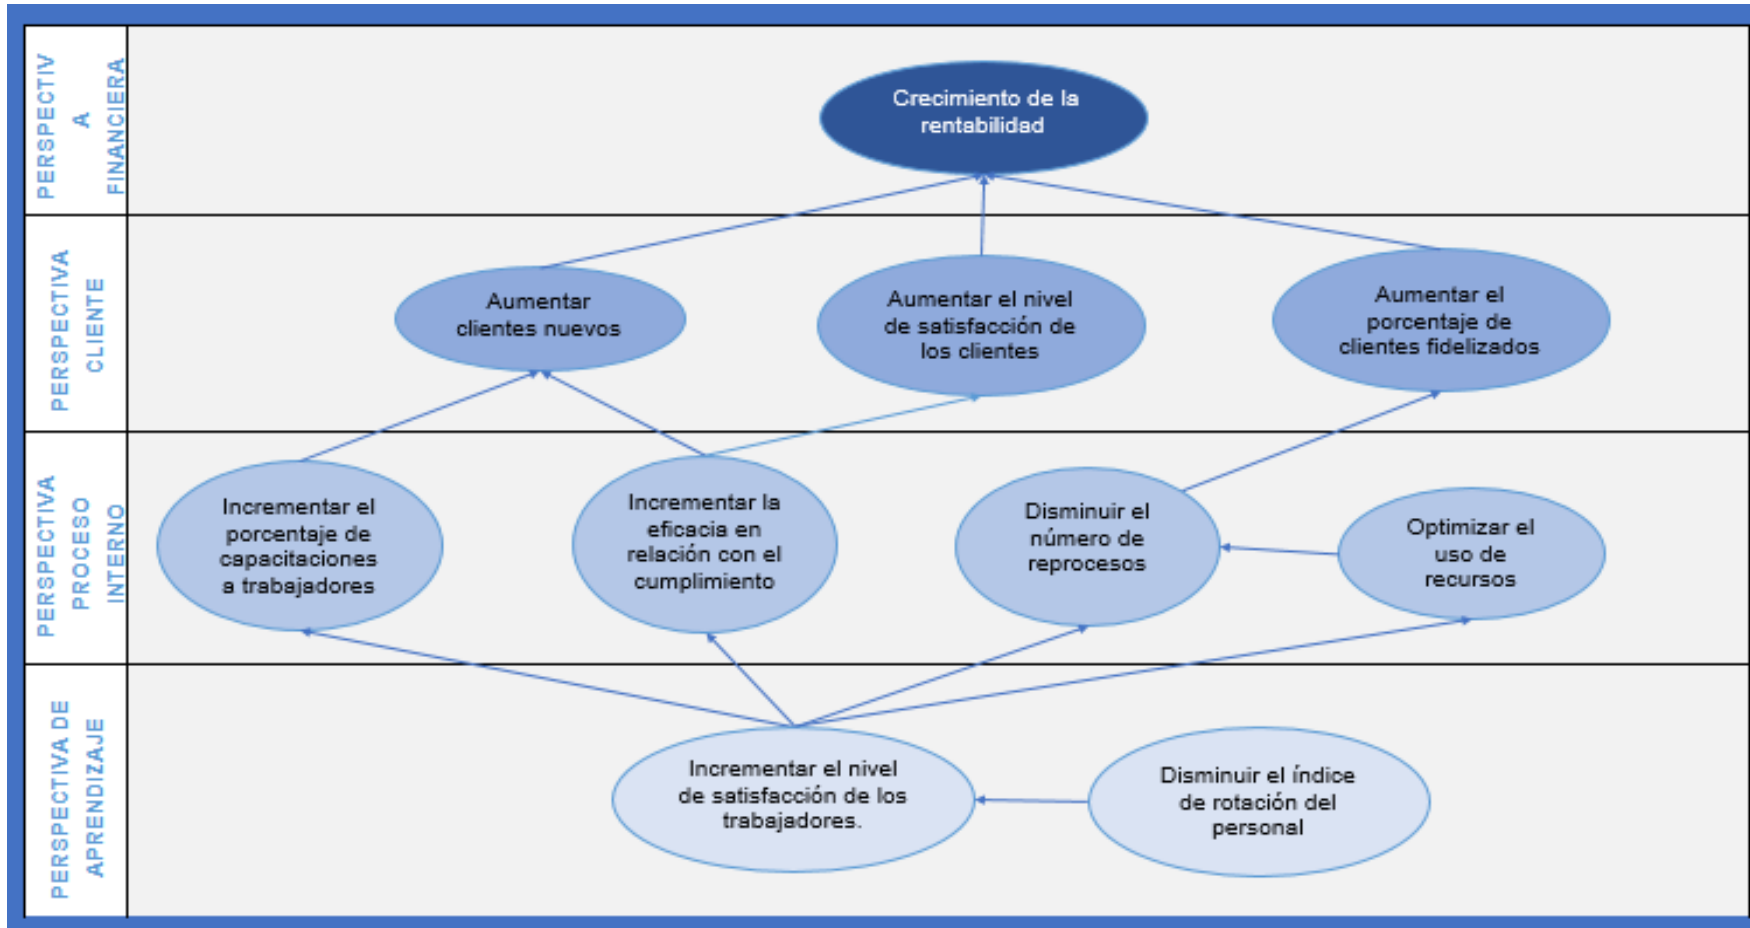 PERSPECTIV
A
FINANCIERA
Crecimiento de la
rentabilidad
PERSPECTIVA
CLIENTE
Aumentar
clientes nuevos
Aumentar el nivel
de satisfacción de
los clientes
Aumentar el
porcentaje de
clientes fidelizados
PERSPECTIVA
PROCESO
INTERNO
Incrementar el
porcentaje de
capacitaciones
a trabajadores
Incrementar la
eficacia en
relación con el
cumplimiento
Disminuir el
número de
reprocesos
Optimizar el
uso de
recursos
PERSPECTIVA DE
APRENDIZAJE
Incrementar el nivel
de satisfacción de los
trabajadores.
Disminuir el índice
de rotación del
personal